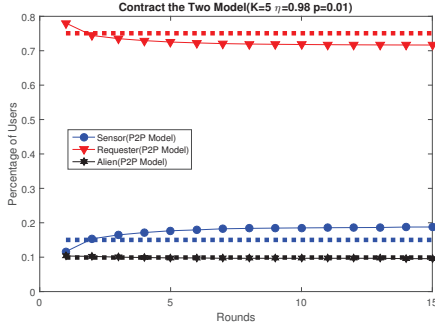 Contract the Two Model(K=5 η=0.98 p=0.01)
0.8
0.7
0.6
0.5
0.4
0.3
0.2
0.1
0
Percentage of Users
Sensor(P2P Model)
Requester(P2P Model)
Alien(P2P Model)
0 5 10 15
Rounds